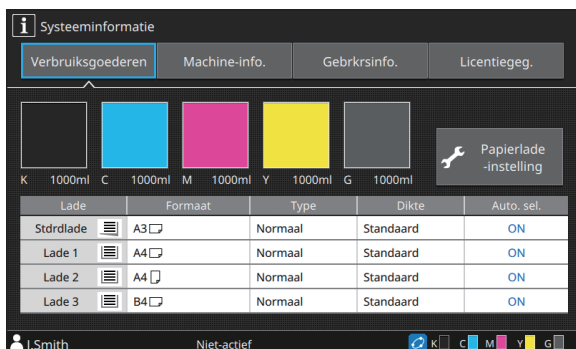 Systeeminformatie
Verbruiksgoederen Machine-info. Gebrkrsinfo. Licentiegeg.
K 1000ml C 1000ml M 1000ml Y 1000ml G 1000ml
Papierlade
-instelling
Lade Formaat Type Dikte Auto. sel.
Stdrdlade A3 Normaal Standaard ON
Lade 1 A4 Normaal Standaard ON
Lade 2 A4 Normaal Standaard ON
Lade 3 B4 Normaal Standaard ON
J.Smith Niet-actief K C M Y G